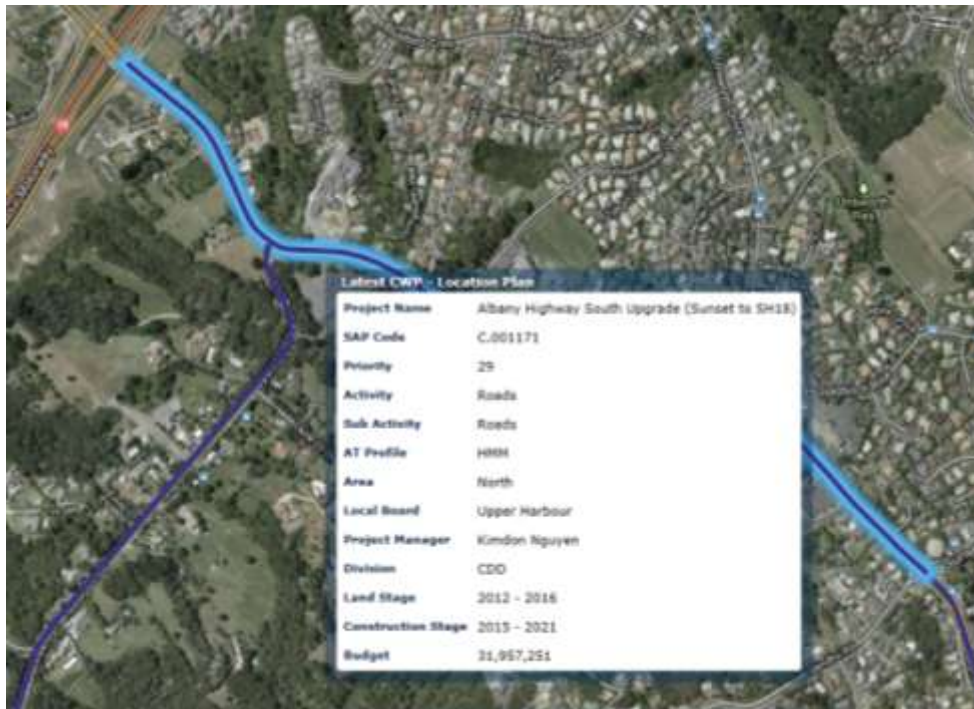 Latest CWP - Location Plan
Project Name Albany Highway South Upgrade (Sunset to SH18)
SAP Code C.001171
Priority 29
Activity Roads
Sub Activity Roads
AT Profile HMM
Area North
Local Board Upper Harbour
Project Manager Kimdon Nguyen
Division CDD
Land Stage 2012 - 2016
Construction Stage 2015 - 2021
Budget 31,957,251